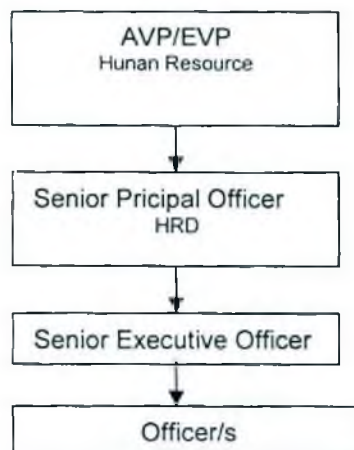 AVP/EVP
Hunan Resource
Senior Pricipal Officer
HRD
Senior Executive Officer
Officer/s